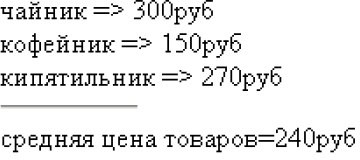 чайник => 300руб
кофейник => 150руб
кипятильник => 270руб
средняя цена товаров=240руб